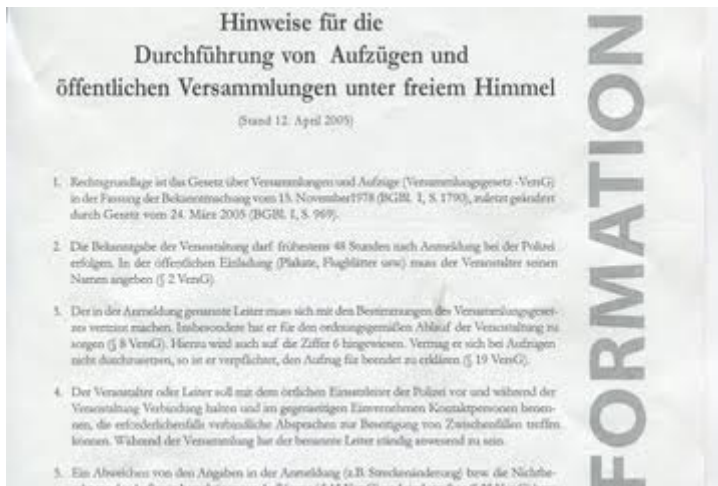 Hinweise für die
Durchführung von Aufzügen und
öffentlichen Versammlungen unter freiem Himmel
(Stand 12. April 2005)
1. Rechtsgrundlage ist das Gesetz über Versammlungen und Aufzüge (Versammlungsgesetz -VersG)
in der Fassung der Bekanntmachung vom 15. November1978 (BGBl. I, S. 1790), zuletzt geändert
durch Gesetz vom 24. März 2005 (BGBl. I, S. 969).
2. Die Bekanntgabe der Veranstaltung darf frühestens 48 Stunden nach Anmeldung bei der Polizei
erfolgen. In der öffentlichen Einladung (Plakate, Flugblätter usw) muss der Veranstalter seinen
Namen angeben (§ 2 VersG).
3. Der in der Anmeldung genannte Leiter muss sich mit den Bestimmungen des Versammlungsgeset-
zes vertraut machen. Insbesondere hat er für den ordnungsgemäßen Ablauf der Veranstaltung zu
sorgen (§ 8 VersG). Hierzu wird auch auf die Ziffer 6 hingewiesen. Vermag er sich bei Aufzügen
nicht durchzusetzen, so ist er verpflichtet, den Aufzug für beendet zu erklären (§ 19 VersG).
4. Der Veranstalter oder Leiter soll mit dem örtlichen Einsatzleiter der Polizei vor und während der
Veranstaltung Verbindung halten und im gegenseitigen Einvernehmen Kontaktpersonen benen-
nen, die erforderlichenfalls verbindliche Absprachen zur Beseitigung von Zwischenfällen treffen
können. Während der Versammlung hat der benannte Leiter ständig anwesend zu sein.
5. Ein Abweichen von den Angaben in der Anmeldung (z.B. Streckenänderung) bzw. die Nichtbe-
FORMATION